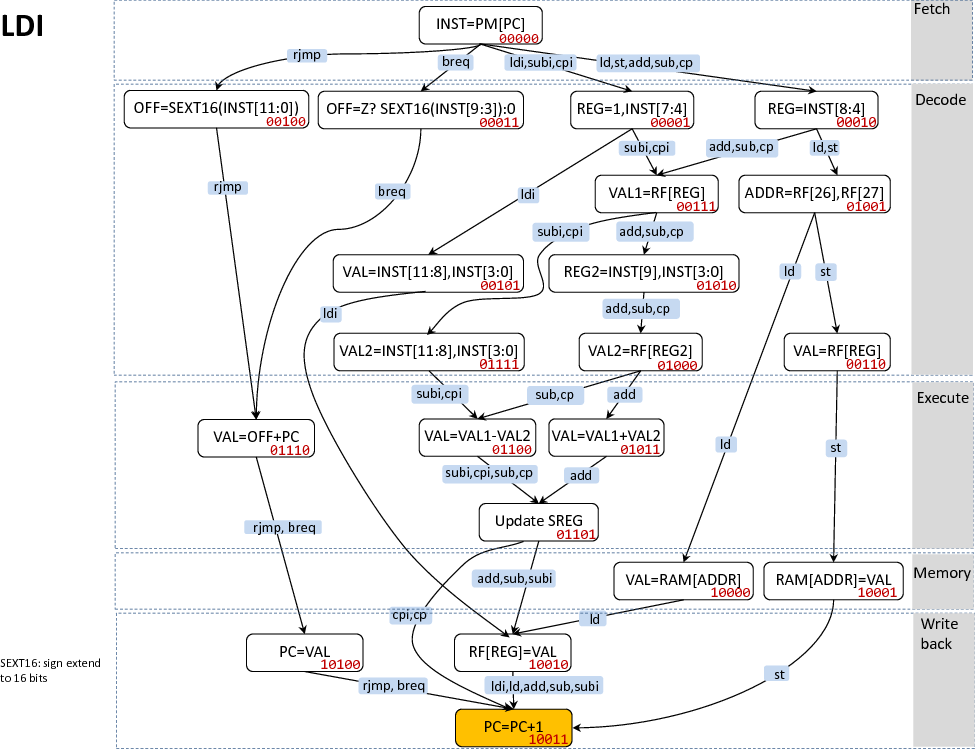 LDI
Fetch
INST=PM[PC]
00000
rjmp
breq
ldi,subi,cpi
ld,st,add,sub,cp
Decode
OFF=SEXT16(INST[11:0])
00100
OFF=Z? SEXT16(INST[9:3]):0
00011
REG=1,INST[7:4]
00001
REG=INST[8:4]
00010
subi,cpi
add,sub,cp
ld,st
rjmp
breq
ldi
VAL1=RF[REG]
00111
ADDR=RF[26],RF[27]
01001
subi,cpi
add,sub,cp
VAL=INST[11:8],INST[3:0]
00101
REG2=INST[9],INST[3:0]
01010
ld
st
ldi
add,sub,cp
VAL2=INST[11:8],INST[3:0]
01111
VAL2=RF[REG2]
01000
VAL=RF[REG]
00110
Execute
subi,cpi
sub,cp
add
VAL=OFF+PC
01110
VAL=VAL1-VAL2
01100
VAL=VAL1+VAL2
01011
ld
st
subi,cpi,sub,cp
add
Update SREG
01101
rjmp, breq
Memory
add,sub,subi
VAL=RAM[ADDR]
10000
RAM[ADDR]=VAL
10001
cpi,cp
ld
Write
back
PC=VAL
10100
RF[REG]=VAL
10010
SEXT16: sign extend
to 16 bits
rjmp, breq
ldi,ld,add,sub,subi
st
PC=PC+1
10011